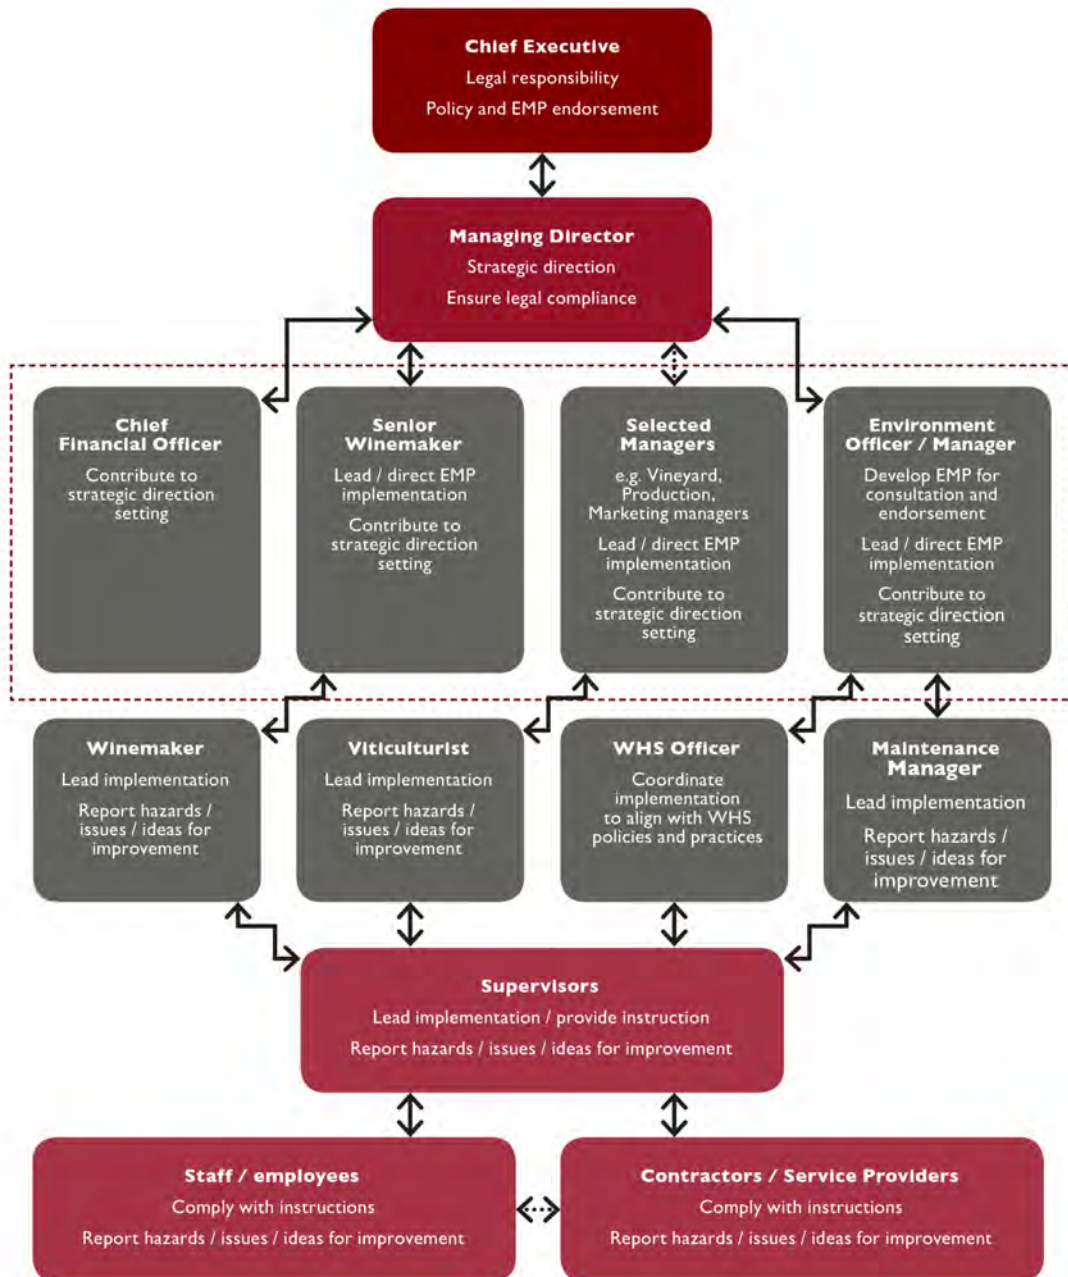 Chief Executive
Legal responsibility
Policy and EMP endorsement
Managing Director
Strategic direction
Ensure legal compliance
Chief
Financial Officer
Contribute to
strategic direction
setting
Senior
Winemaker
Lead / direct EMP
implementation
Contribute to
strategic direction
setting
Selected
Managers
e.g. Vineyard,
Production,
Marketing managers
Lead / direct EMP
implementation
Contribute to
strategic direction
setting
Environment
Officer / Manager
Develop EMP for
consultation and
endorsement
Lead / direct EMP
implementation
Contribute to
strategic direction
setting
Winemaker
Lead implementation
Report hazards /
issues / ideas for
improvement
Viticulturist
Lead implementation
Report hazards /
issues / ideas for
improvement
WHS Officer
Coordinate
implementation
to align with WHS
policies and practices
Maintenance
Manager
Lead implementation
Report hazards /
issues / ideas for
improvement
Supervisors
Lead implementation / provide instruction
Report hazards / issues / ideas for improvement
Staff / employees
Comply with instructions
Report hazards / issues / ideas for improvement
Contractors / Service Providers
Comply with instructions
Report hazards / issues / ideas for improvement